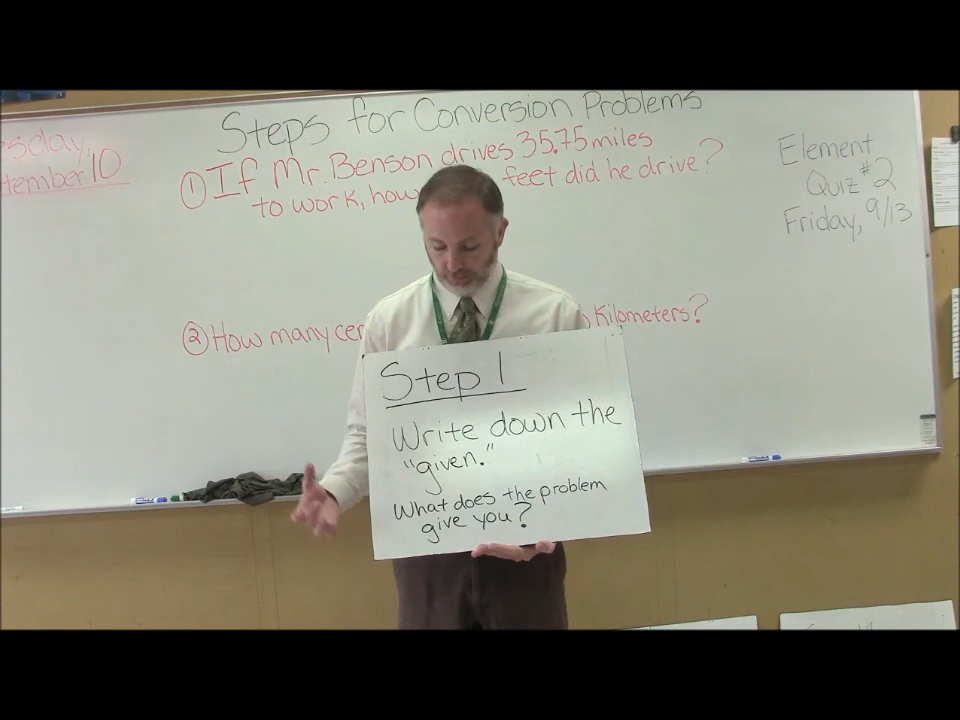 Steps for Conversion Problems
sday,
tember 10
① If Mr. Benson drives 35.75 miles
to work, how feet did he drive?
② How many cen Kilometers?
Element
Quiz #2
Friday, 9/13
Step 1
Write down the
"given."
What does the problem
give you?